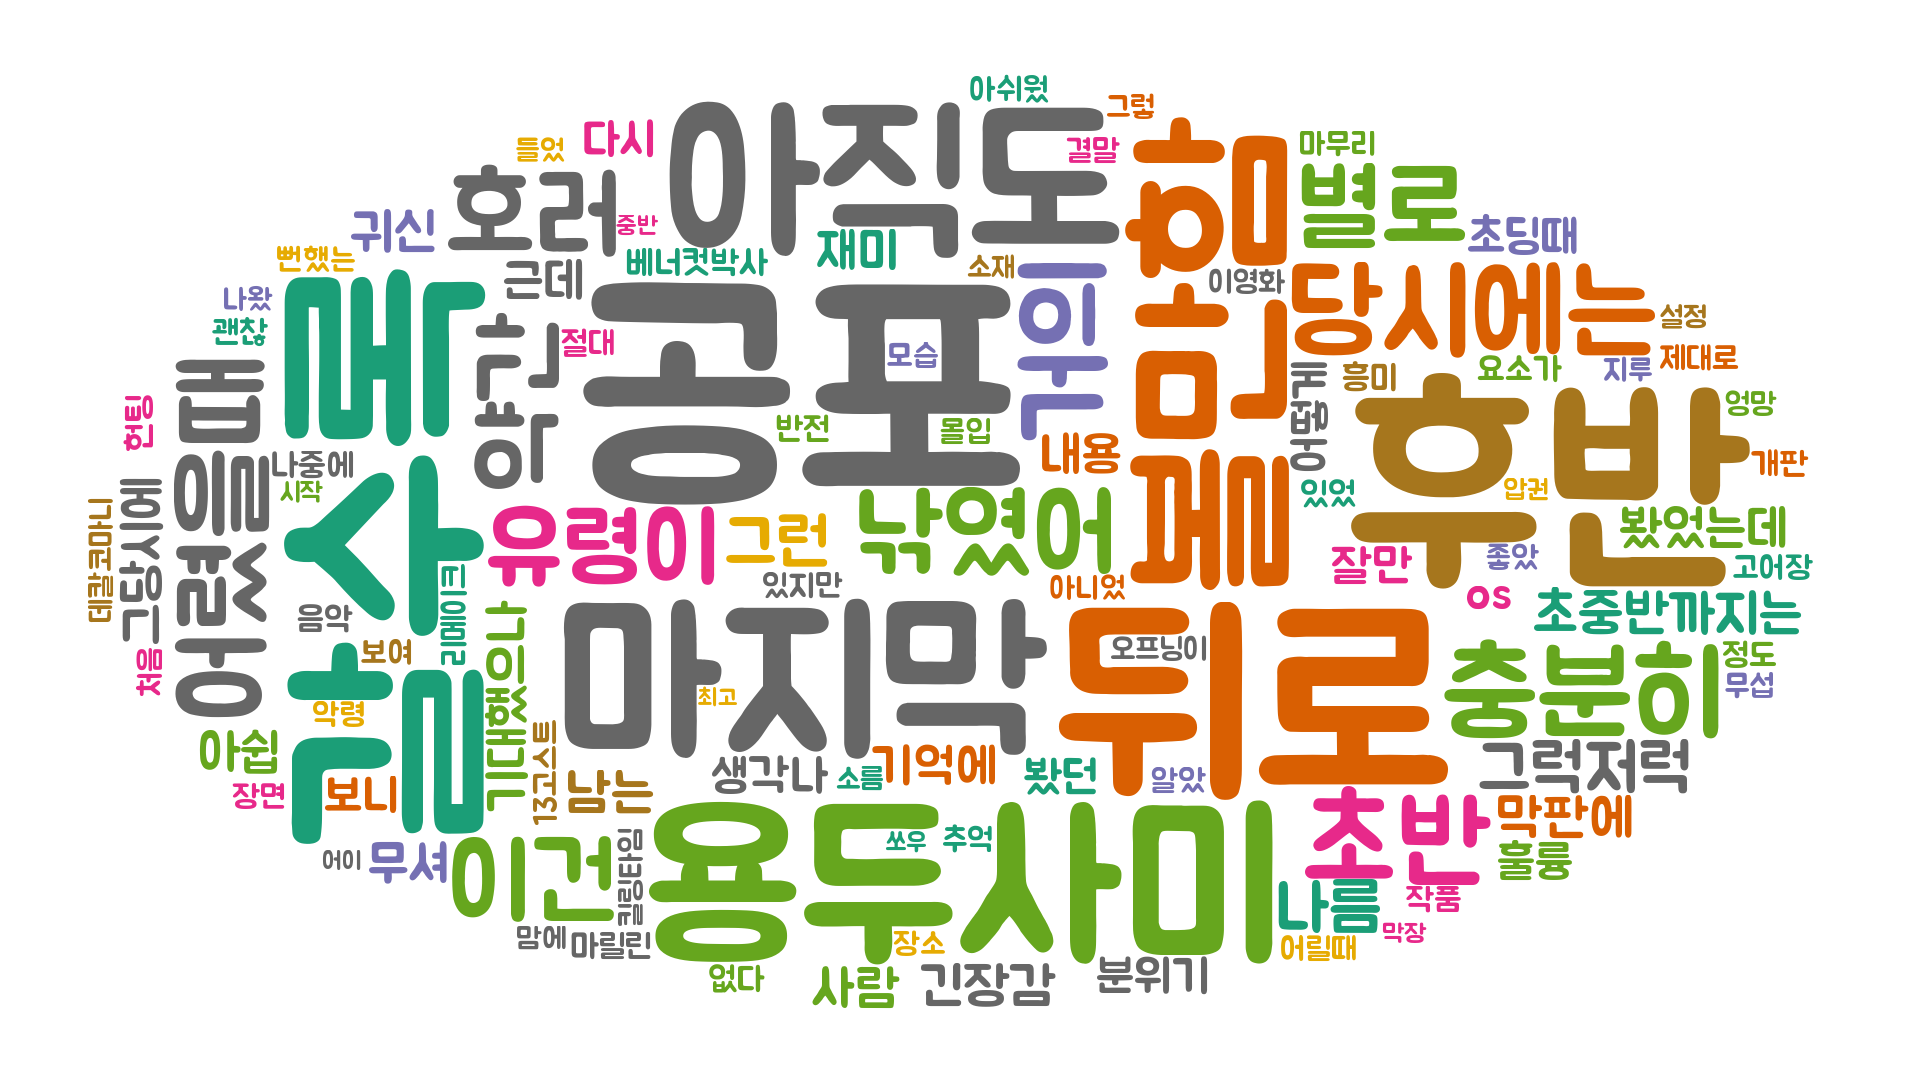 아쉬웠
그렇
아직도
다시
들었
결말
볼만함
마무리
별로
호러
중반
귀신
초딩때
뻔했는
베너컷박사
재미
소재
이영화
근데
당시에는
나왔
괜찮
갈수록
약간
절대
공포
모습
거의
설정
제대로
지루
요소가
흥미
어렸을때
헌팅
후반
엉망
반전
몰입
내용
개판
나중에
시작
있었
압권
데칼코마니
그당시에
유령이
그런
낚였어
봤었는데
잘만
좋았
고어장
있지만
아니었
os
초중반까지는
음악
리메이크
기대했으나
마지막
뒤로
오프닝이
처음
보여
충분히
정도
무섭
악령
최고
아쉽
13고스트
장면
보니
남는
생각나
소름
기억에
봤던
알았
그럭저럭
초반
막판에
어이
무셔
이건
킬링타임
용두사미
쏘우
추억
훌륭
나름
작품
맘에
마릴린
장소
어릴때
막장
없다
사람
긴장감
분위기